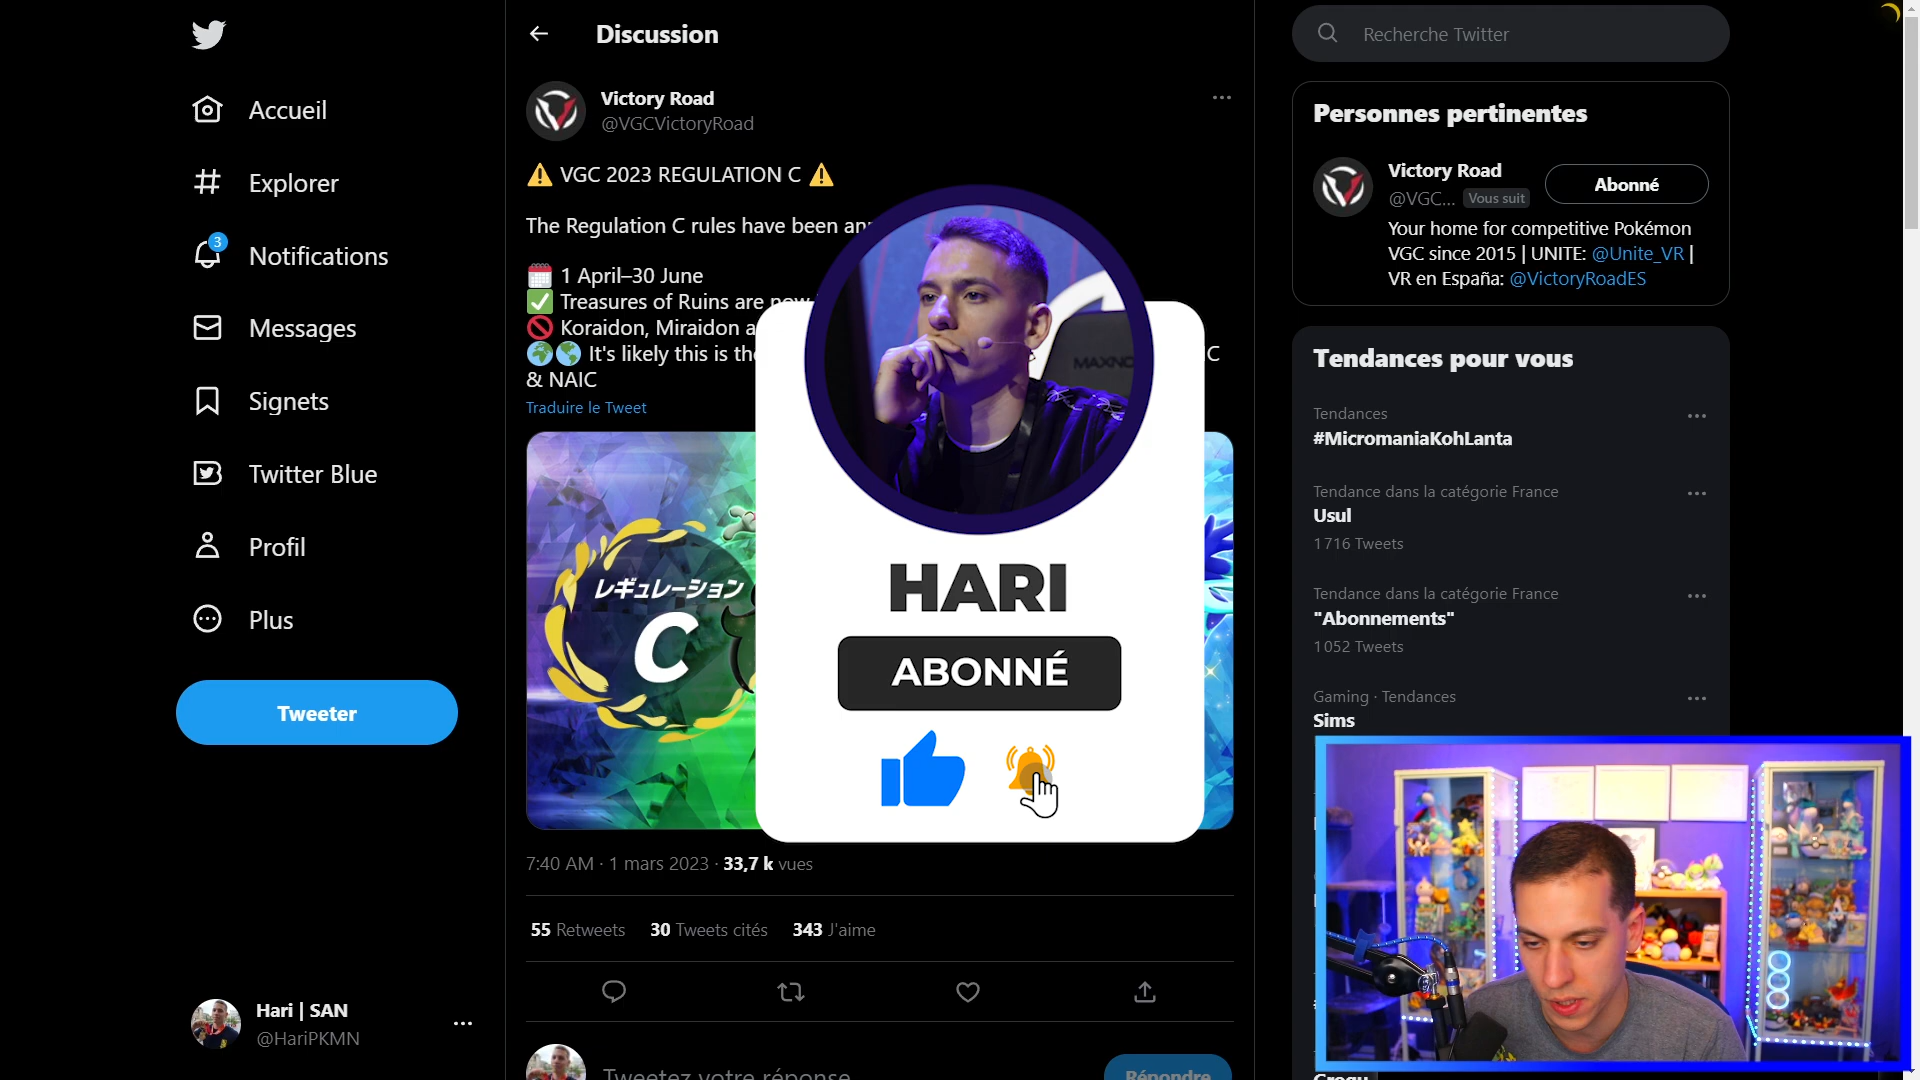 Accueil
Explorer
3
Notifications
Messages
Signets
Twitter Blue
Profil
Plus
Tweeter
Hari | SAN
@HariPKMN
Discussion
Victory Road
@VGCVictoryRoad
⚠️ VGC 2023 REGULATION C ⚠️
The Regulation C rules have been
1 April–30 June
✅ Treasures of Ruins are now
🚫 Koraidon, Miraidon
🌍🌎 It's likely this is C
& NAIC
Traduire le Tweet
レギュレーション
C
MAXNO
HARI
ABONNÉ
7:40 AM · 1 mars 2023 · 33,7 k vues
55 Retweets 30 Tweets cités 343 J'aime
Tweetez votre réponse
Répondre
Recherche Twitter
Personnes pertinentes
Victory Road
@VGC... Vous suit
Abonné
Your home for competitive Pokémon
VGC since 2015 | UNITE: @Unite_VR |
VR en España: @VictoryRoadES
Tendances pour vous
Tendances
#MicromaniaKohLanta
Tendance dans la catégorie France
Usul
1 716 Tweets
Tendance dans la catégorie France
"Abonnements"
1 052 Tweets
Gaming · Tendances
Sims